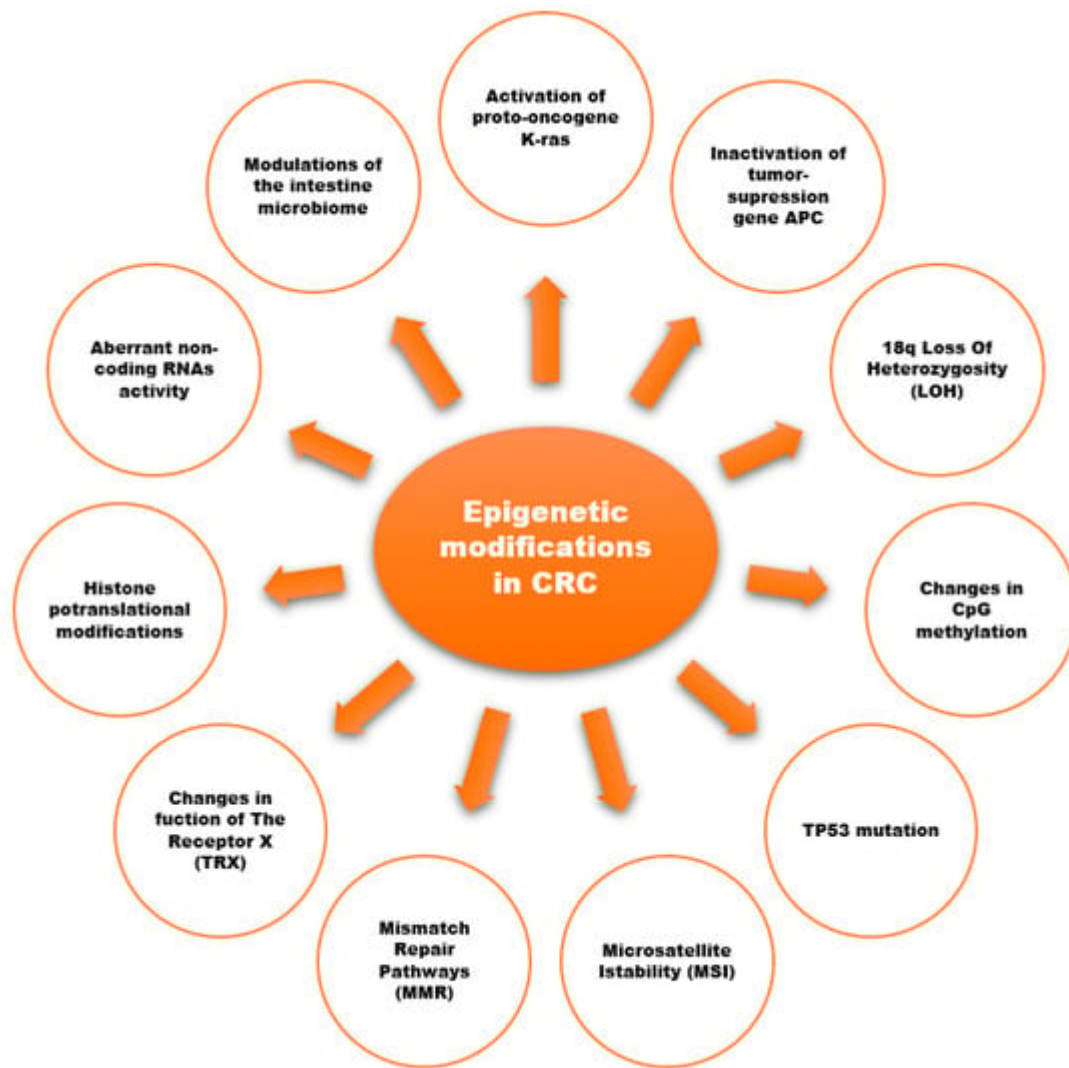 Activation of
proto-oncogene
K-ras
Inactivation of
tumor-
supression
gene APC
18q Loss Of
Heterozygosity
(LOH)
Changes in
CpG
methylation
TP53 mutation
Microsatellite
Istability (MSI)
Mismatch
Repair
Pathways
(MMR)
Changes in
fuction of The
Receptor X
(TRX)
Histone
potranslational
modifications
Aberrant non-
coding RNAs
activity
Modulations of
the intestine
microbiome
Epigenetic
modifications
in CRC